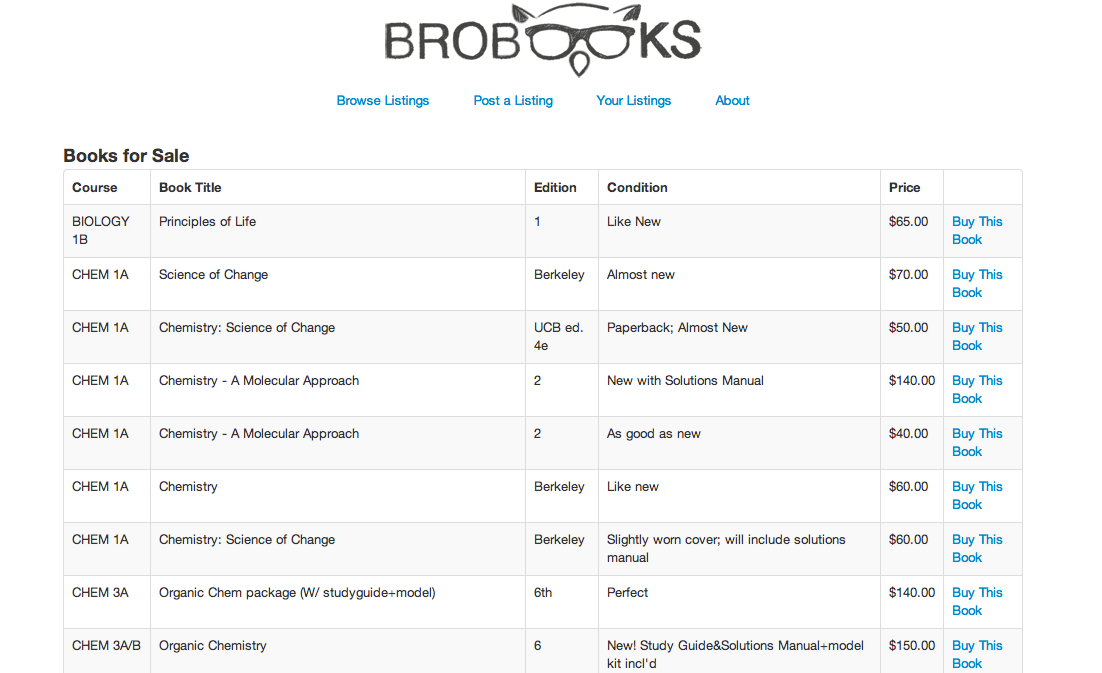 BROBOOKS
Browse Listings Post a Listing Your Listings About
Books for Sale
Course Book Title Edition Condition Price
BIOLOGY 1B Principles of Life 1 Like New $65.00 Buy This Book
CHEM 1A Science of Change Berkeley Almost new $70.00 Buy This Book
CHEM 1A Chemistry: Science of Change UCB ed. 4e Paperback; Almost New $50.00 Buy This Book
CHEM 1A Chemistry - A Molecular Approach 2 New with Solutions Manual $140.00 Buy This Book
CHEM 1A Chemistry - A Molecular Approach 2 As good as new $40.00 Buy This Book
CHEM 1A Chemistry Berkeley Like new $60.00 Buy This Book
CHEM 1A Chemistry: Science of Change Berkeley Slightly worn cover; will include solutions manual $60.00 Buy This Book
CHEM 3A Organic Chem package (W/ studyguide+model) 6th Perfect $140.00 Buy This Book
CHEM 3A/B Organic Chemistry 6 New! Study Guide&Solutions Manual+model kit incl'd $150.00 Buy This Book